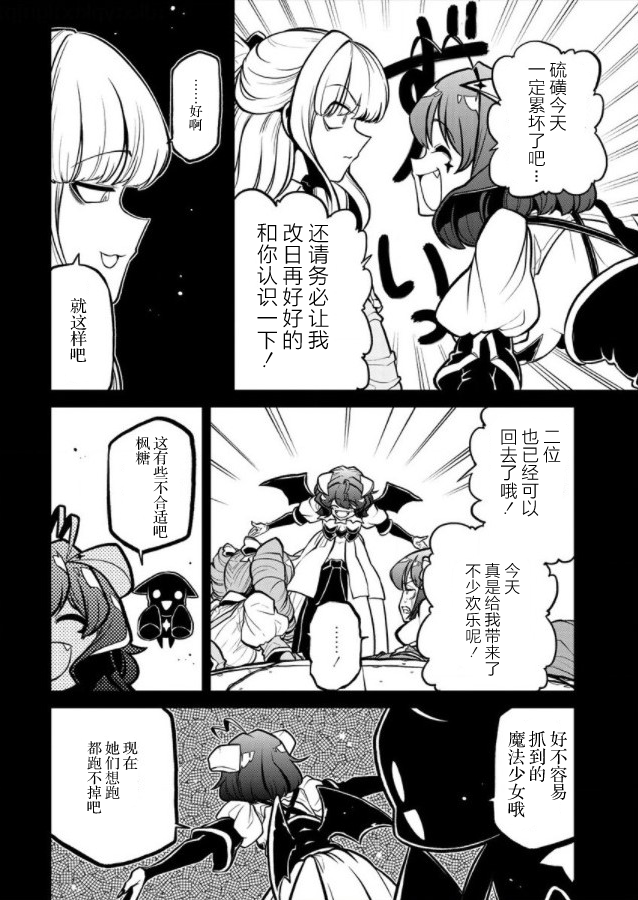 硫磺今天
一定累坏了吧…
还请务必让我
改日再好好的
和你认识一下！
……
好啊
就这样吧
二位
也已经可以
回去了哦！
今天
真是给我带来了
不少欢乐呢！
……
这有些不合适吧
枫糖
好不容易
抓到的
魔法少女哦
现在
她们想跑
都跑不掉吧